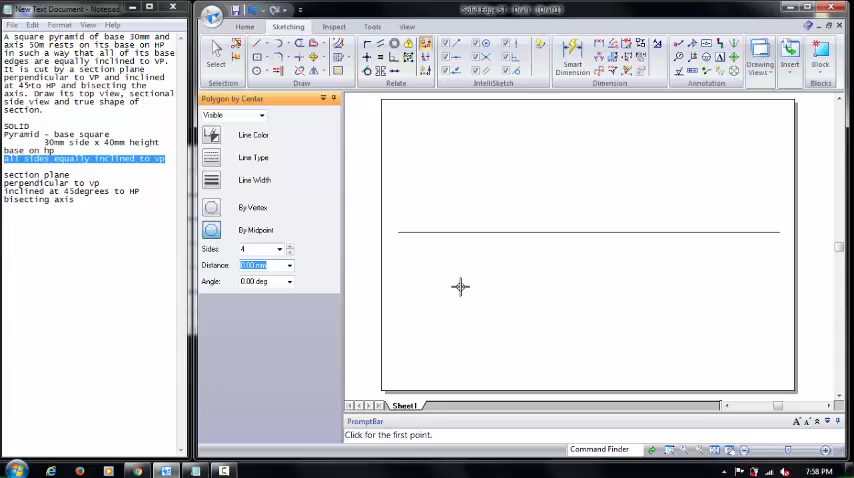 New Text Document - Notepad
File Edit Format View Help
A square pyramid of base 30mm and
axis 50m rests on its base on HP
in such a way that all of its base
edges are equally inclined to VP.
It is cut by a section plane
perpendicular to VP and inclined
at 45°to HP and bisecting the
axis. Draw its top view, sectional
side view and true shape of
section.
SOLID
Pyramid - base square
30mm side x 40mm height
base on hp
all sides equally inclined to vp
section plane
perpendicular to vp
inclined at 45degrees to HP
bisecting axis
Home Sketching Inspect Tools View
Select
Smart
Dimension
Drawing
Views
Insert
Block
Selection Draw Relate IntelliSketch Dimension Annotation Blocks
Polygon by Center
Visible
Line Color
Line Type
Line Width
By Vertex
By Midpoint
Sides: 4
Distance: 0.00 mm
Angle: 0.00 deg
Sheet1
PromptBar
Click for the first point.
Command Finder
7:58 PM